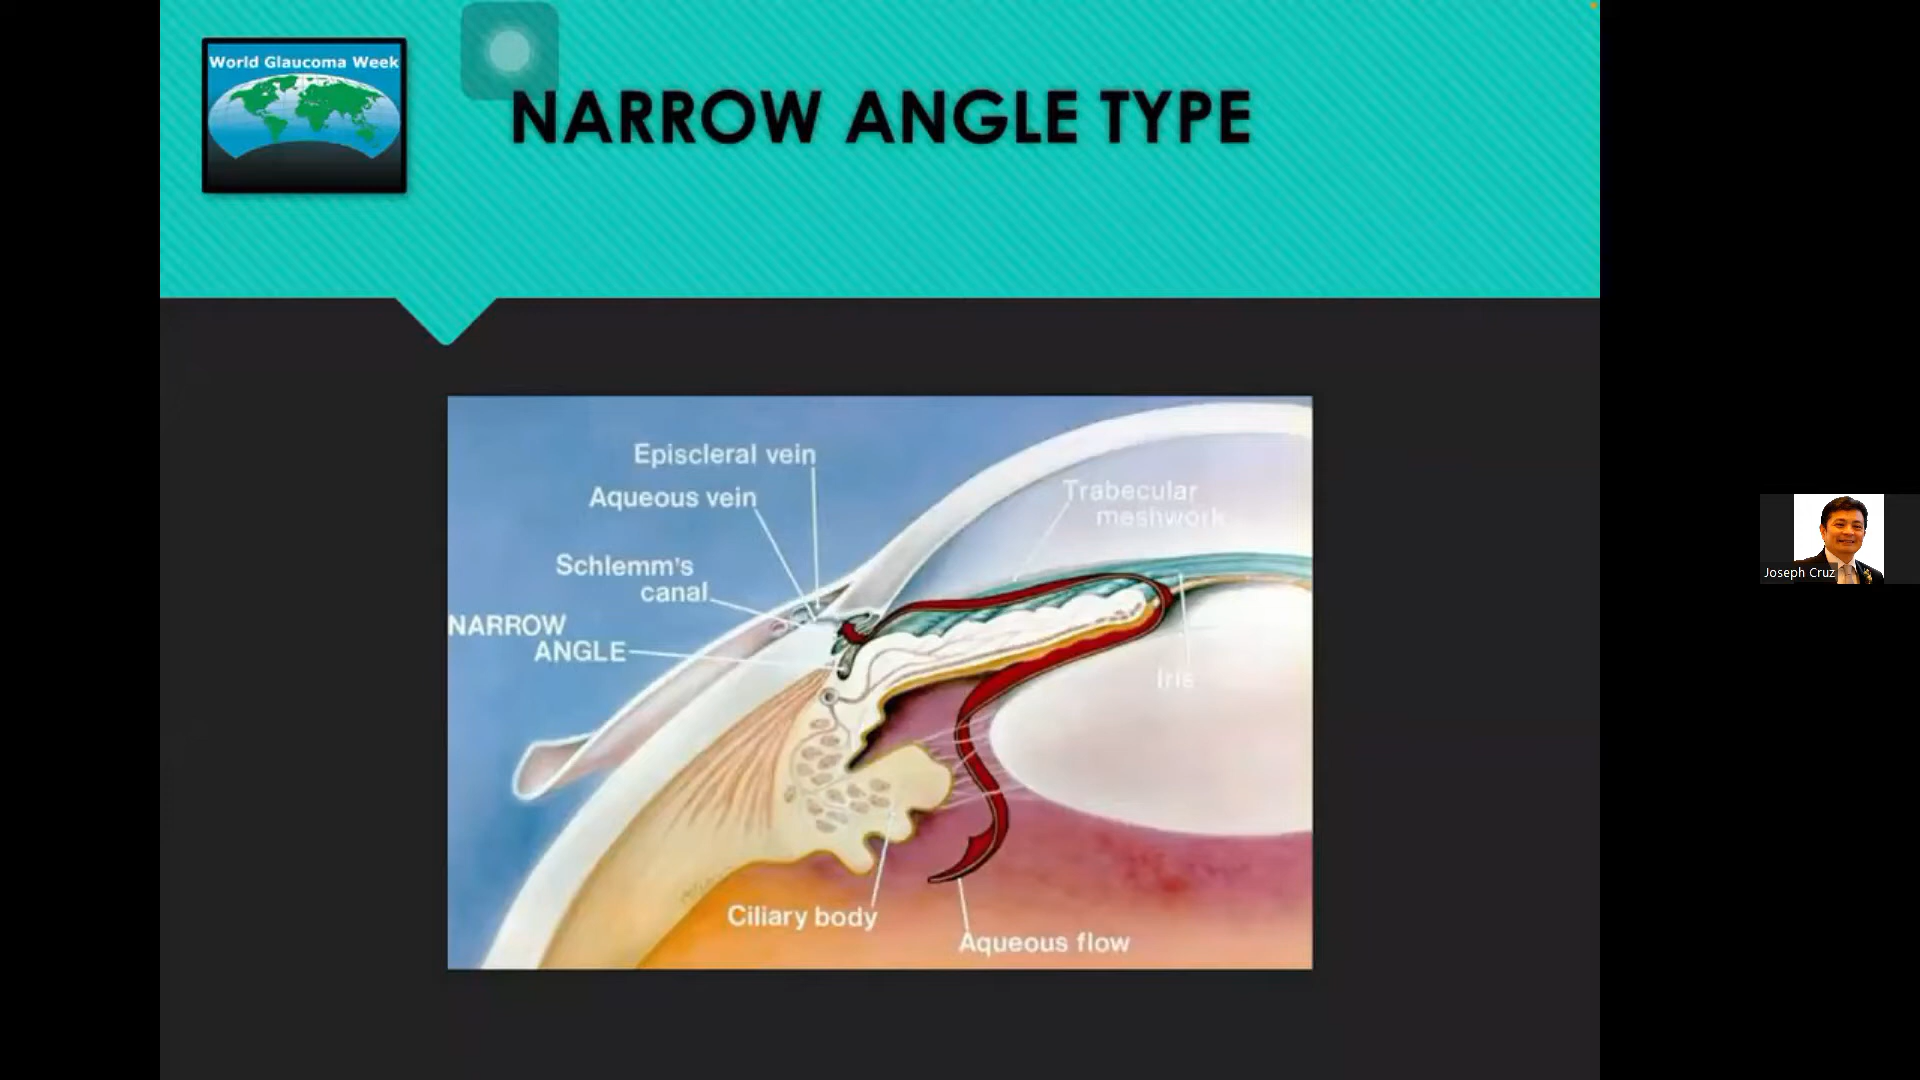 World Glaucoma Week
NARROW ANGLE TYPE
Episcleral vein
Aqueous vein
Trabecular
meshwork
Schlemm's
canal
NARROW
ANGLE
Iris
Ciliary body
Aqueous flow
Joseph Cruz